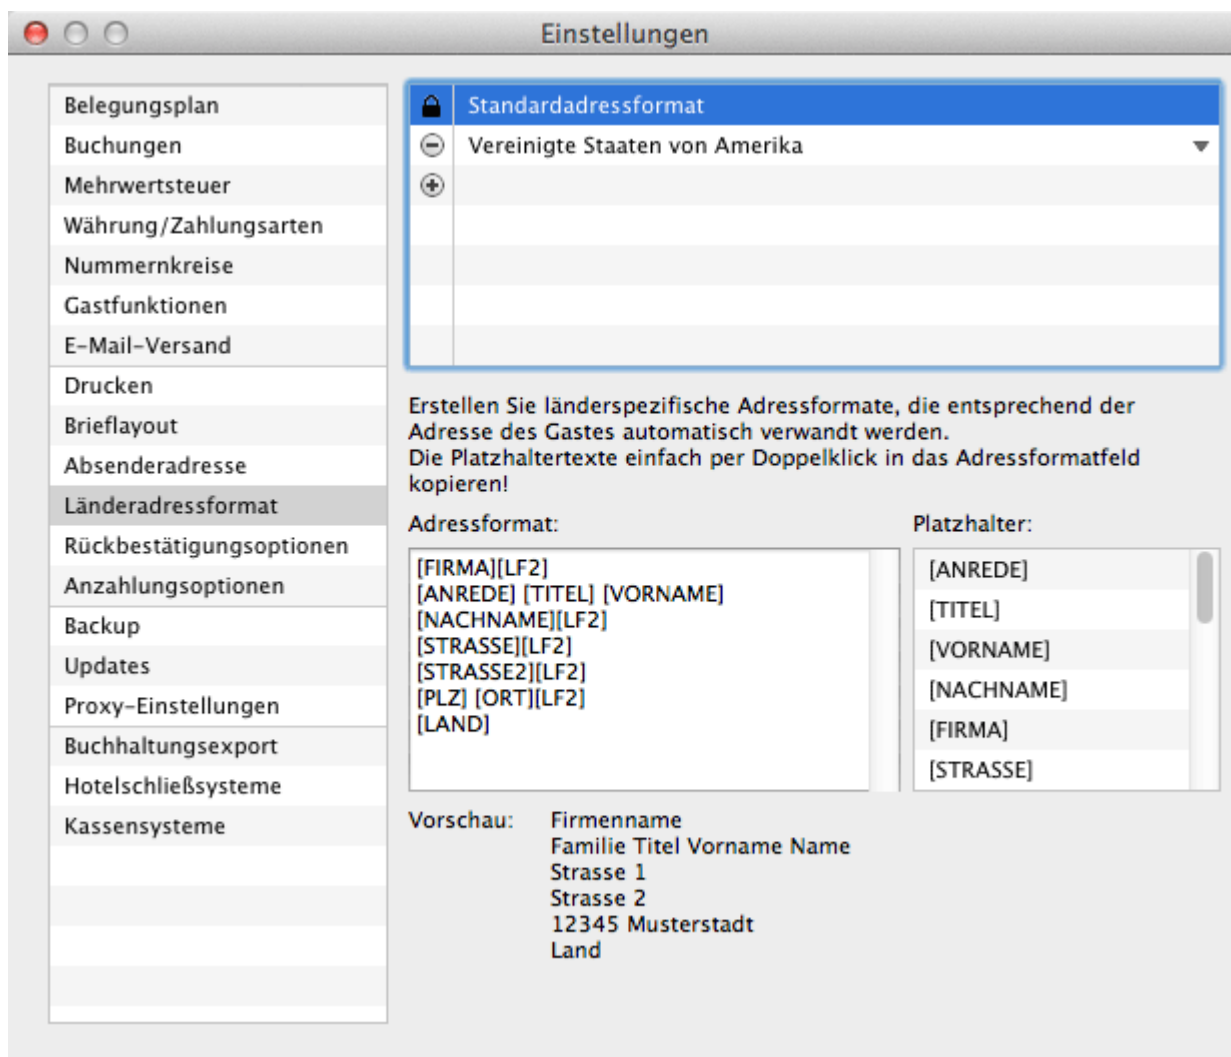 Einstellungen
Belegungsplan
Buchungen
Mehrwertsteuer
Währung/Zahlungsarten
Nummernkreise
Gastfunktionen
E-Mail-Versand
Drucken
Brieflayout
Absenderadresse
Länderadressformat
Rückbestätigungsoptionen
Anzahlungsoptionen
Backup
Updates
Proxy-Einstellungen
Buchhaltungsexport
Hotelschließsysteme
Kassensysteme
Standardadressformat
Vereinigte Staaten von Amerika
Erstellen Sie länderspezifische Adressformate, die entsprechend der
Adresse des Gastes automatisch verwandt werden.
Die Platzhaltertexte einfach per Doppelklick in das Adressformatfeld
kopieren!
Adressformat:
[FIRMA][LF2]
[ANREDE] [TITEL] [VORNAME]
[NACHNAME][LF2]
[STRASSE][LF2]
[STRASSE2][LF2]
[PLZ] [ORT][LF2]
[LAND]
Platzhalter:
[ANREDE]
[TITEL]
[VORNAME]
[NACHNAME]
[FIRMA]
[STRASSE]
Vorschau: Firmenname
Familie Titel Vorname Name
Strasse 1
Strasse 2
12345 Musterstadt
Land